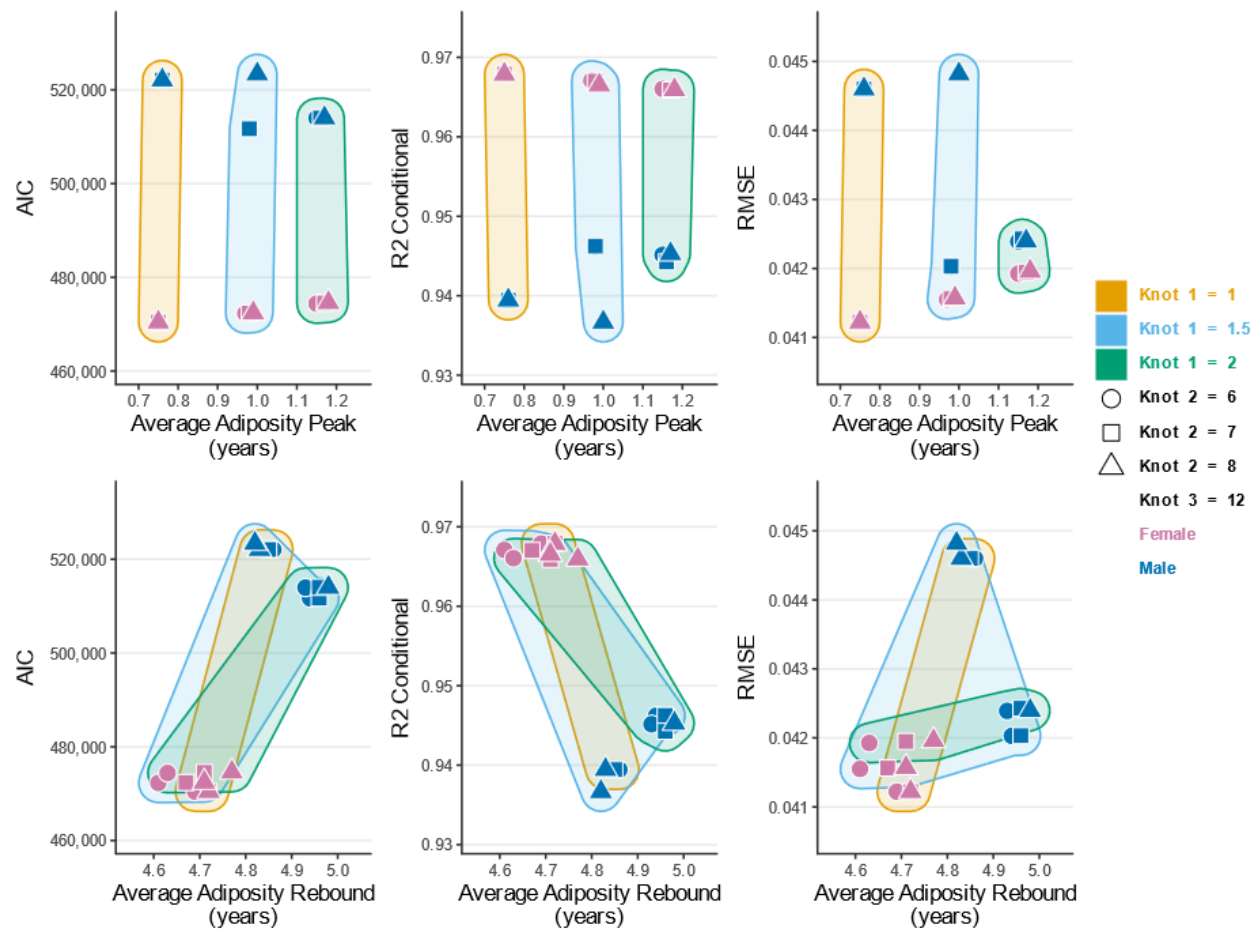 AIC
520,000
500,000
480,000
460,000
0.7 0.8 0.9 1.0 1.1 1.2
Average Adiposity Peak
(years)
R2 Conditional
0.97
0.96
0.95
0.94
0.93
0.7 0.8 0.9 1.0 1.1 1.2
Average Adiposity Peak
(years)
RMSE
0.045
0.044
0.043
0.042
0.041
0.7 0.8 0.9 1.0 1.1 1.2
Average Adiposity Peak
(years)
Knot 1 = 1
Knot 1 = 1.5
Knot 1 = 2
Knot 2 = 6
Knot 2 = 7
Knot 2 = 8
Knot 3 = 12
Female
Male
AIC
520,000
500,000
480,000
460,000
4.6 4.7 4.8 4.9 5.0
Average Adiposity Rebound
(years)
R2 Conditional
0.97
0.96
0.95
0.94
0.93
4.6 4.7 4.8 4.9 5.0
Average Adiposity Rebound
(years)
RMSE
0.045
0.044
0.043
0.042
0.041
4.6 4.7 4.8 4.9 5.0
Average Adiposity Rebound
(years)